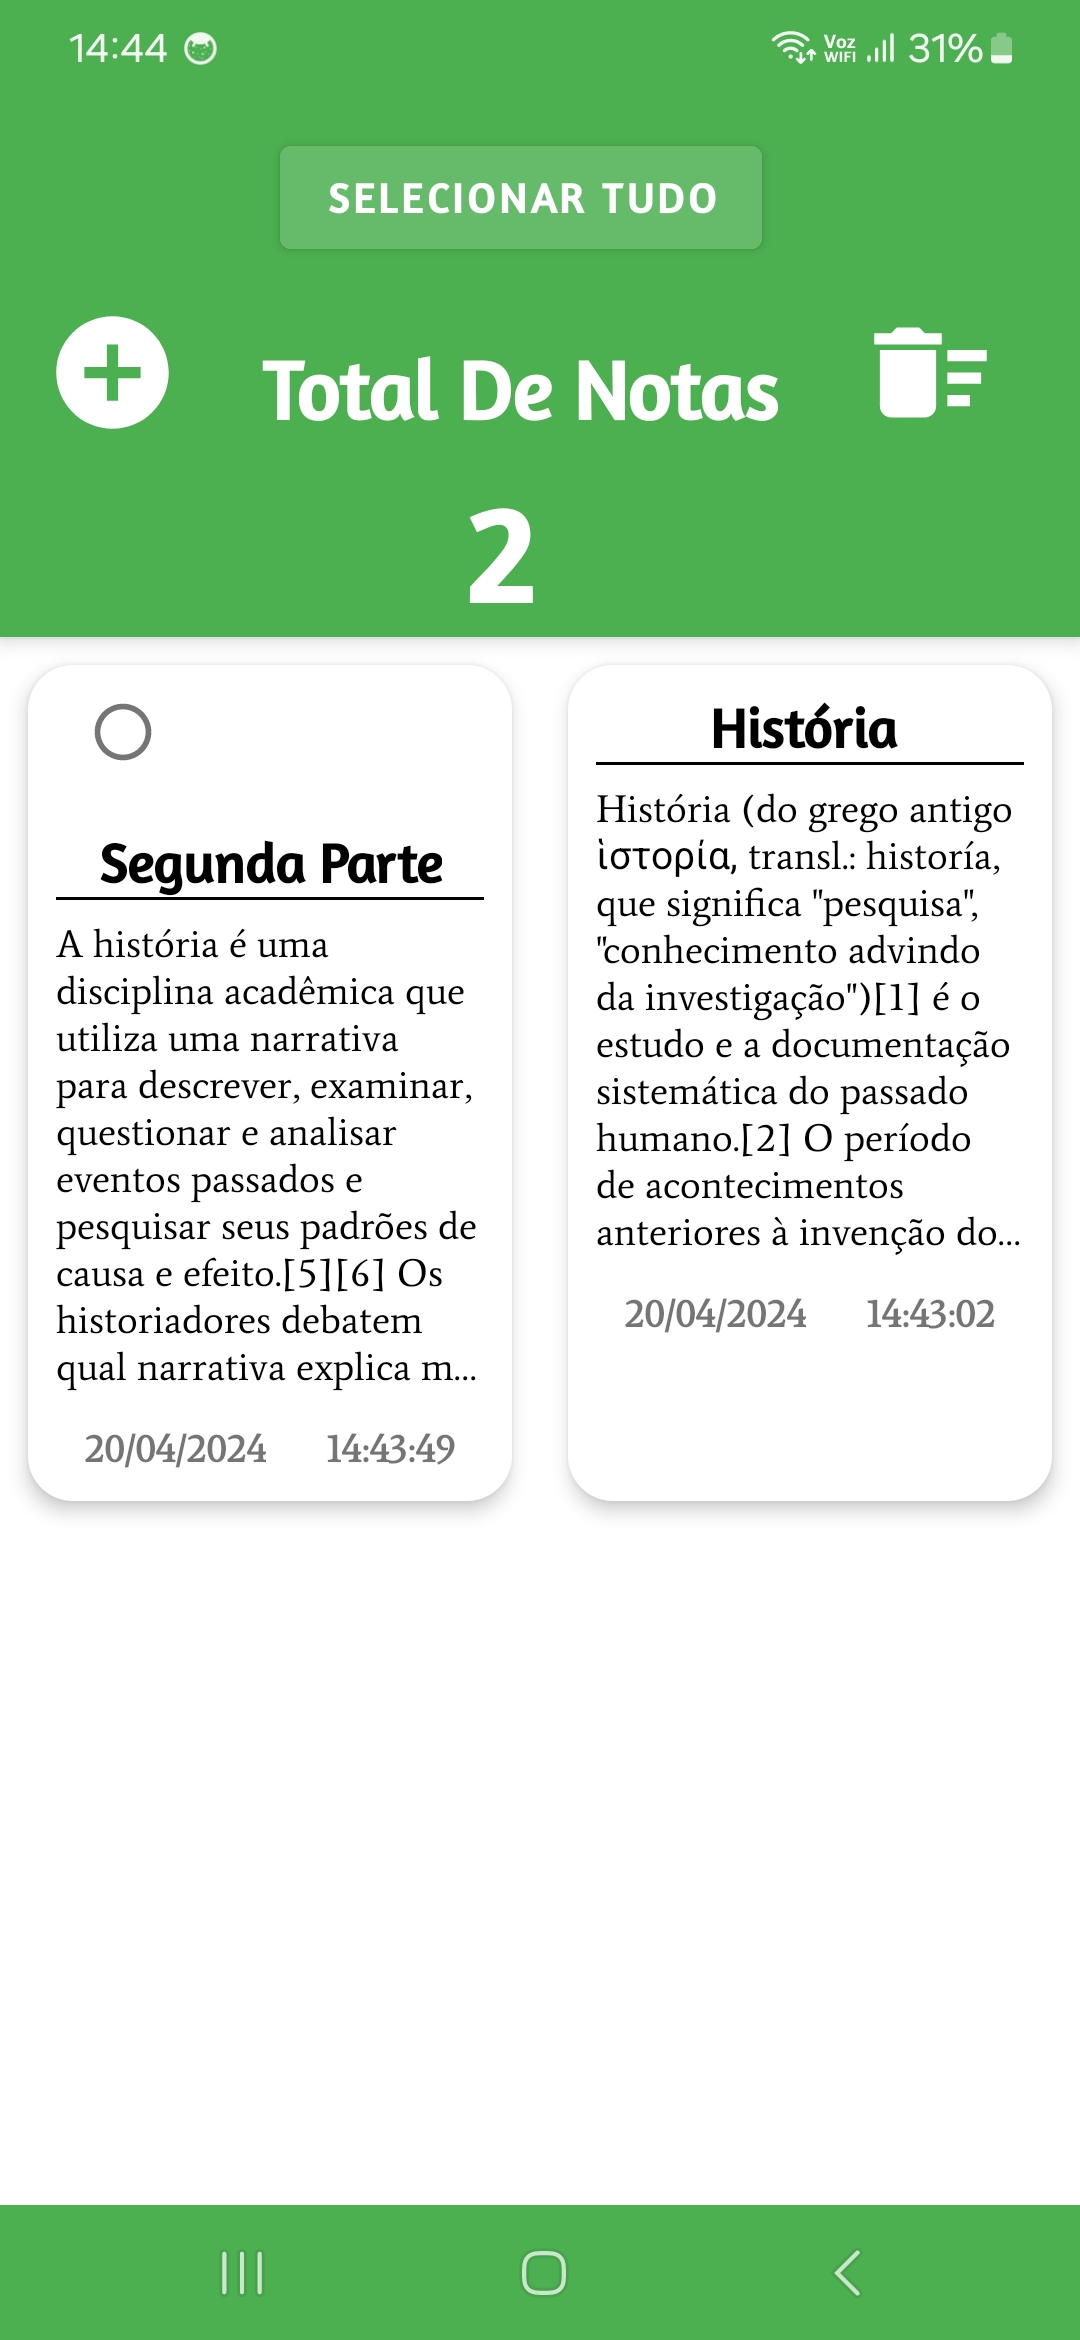 14:44
Voz
WIFI
31%
SELECIONAR TUDO
Total De Notas
2
Segunda Parte
A história é uma
disciplina acadêmica que
utiliza uma narrativa
para descrever, examinar,
questionar e analisar
eventos passados e
pesquisar seus padrões de
causa e efeito.[5][6] Os
historiadores debatem
qual narrativa explica m...
20/04/2024 14:43:49
História
História (do grego antigo
ἱστορία, transl.: historía,
que significa "pesquisa",
"conhecimento advindo
da investigação")[1] é o
estudo e a documentação
sistemática do passado
humano.[2] O período
de acontecimentos
anteriores à invenção do...
20/04/2024 14:43:02